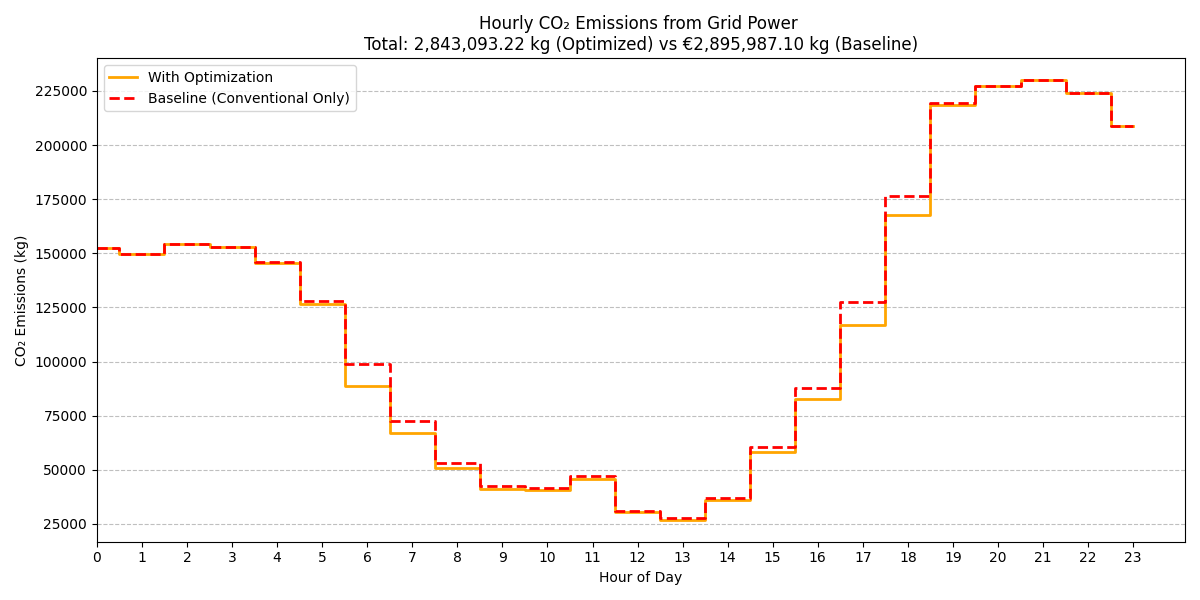 Hourly CO₂ Emissions from Grid Power
Total: 2,843,093.22 kg (Optimized) vs €2,895,987.10 kg (Baseline)
With Optimization
Baseline (Conventional Only)
CO₂ Emissions (kg)
225000
200000
175000
150000
125000
100000
75000
50000
25000
0 1 2 3 4 5 6 7 8 9 10 11 12 13 14 15 16 17 18 19 20 21 22 23
Hour of Day